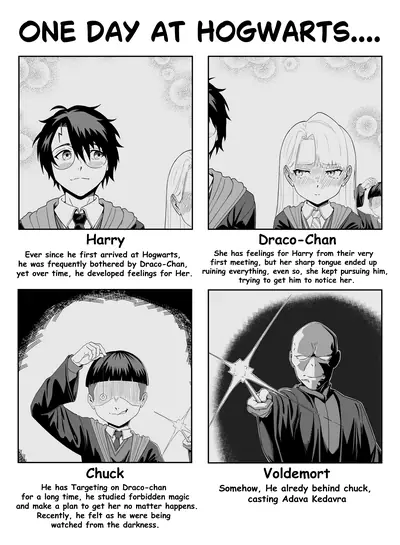 ONE DAY AT HOGWARTS....
Harry
Ever since he first arrived at Hogwarts,
he was frequently bothered by Draco-Chan,
yet over time, he developed feelings for Her.
Draco-Chan
She has feelings for Harry from their very
first meeting, but her sharp tongue ended up
ruining everything, even so, she kept pursuing him,
trying to get him to notice her.
Chuck
He has Targeting on Draco-chan
for a long time, he studied forbidden magic
and make a plan to get her no matter happens.
Recently, he felt as he were being
watched from the darkness.
Voldemort
Somehow, He alredy behind chuck,
casting Adava Kedavra